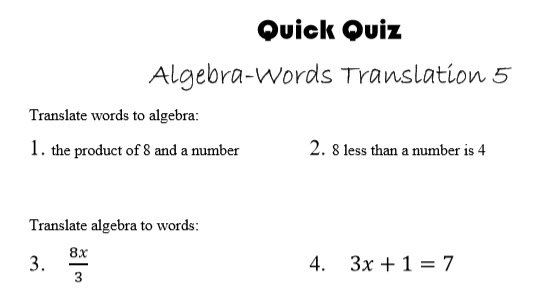 Quick Quiz
Algebra-Words Translation 5
Translate words to algebra:
1. the product of 8 and a number
2. 8 less than a number is 4
Translate algebra to words:
3. 8x/3
4. 3x + 1 = 7